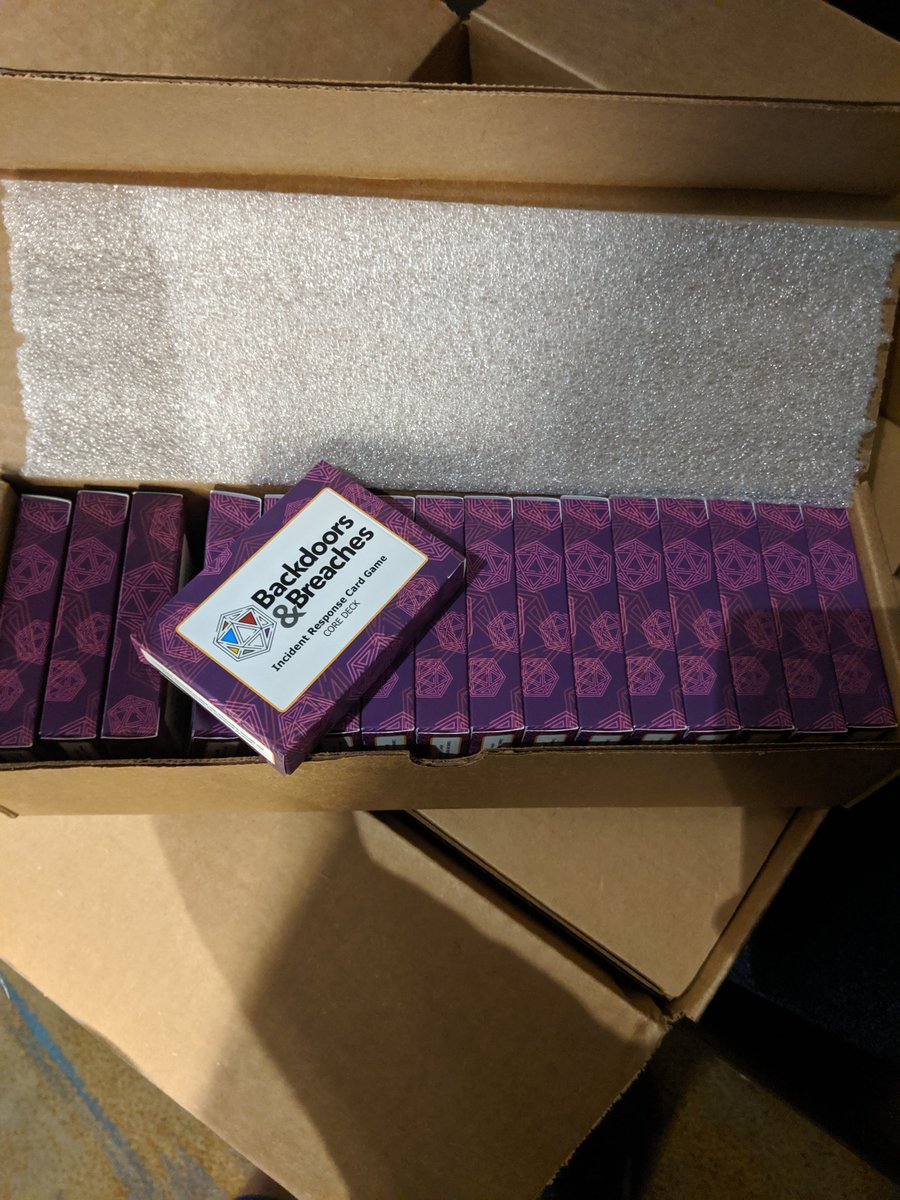 Backdoors
&Breaches
Incident Response Card Game
CORE DECK